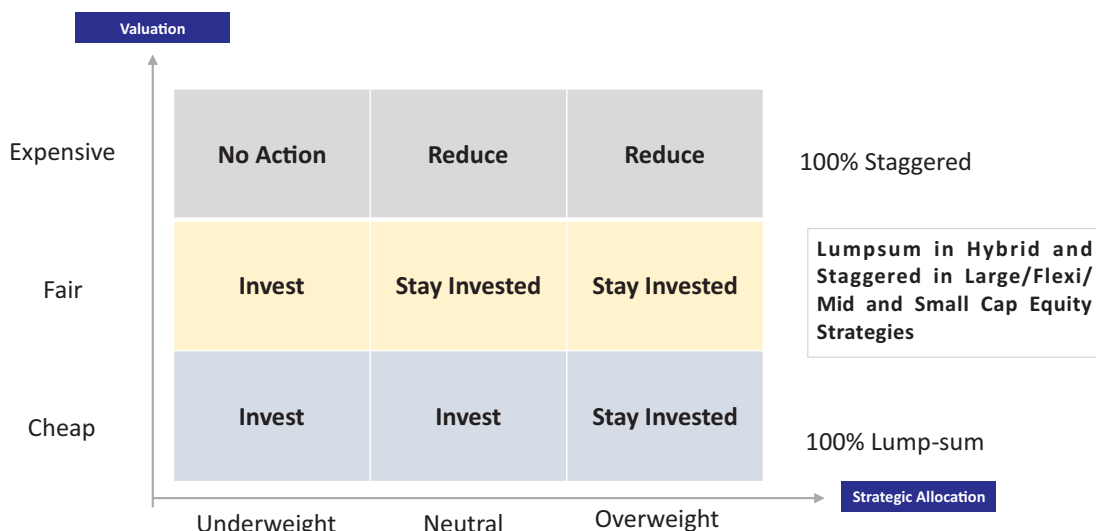 Valuation
Expensive
No Action
Reduce
Reduce
100% Staggered
Fair
Invest
Stay Invested
Stay Invested
Lumpsum in Hybrid and
Staggered in Large/Flexi/
Mid and Small Cap Equity
Strategies
Cheap
Invest
Invest
Stay Invested
100% Lump-sum
Strategic Allocation
Underweight
Neutral
Overweight